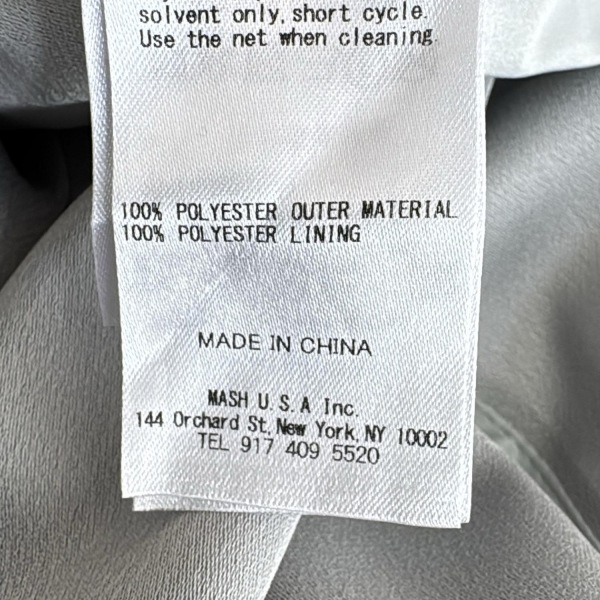 solvent only, short cycle.
Use the net when cleaning.
100% POLYESTER OUTER MATERIAL
100% POLYESTER LINING
MADE IN CHINA
MASH U.S.A Inc.
144 Orchard St, New York, NY 10002
TEL 917 409 5520